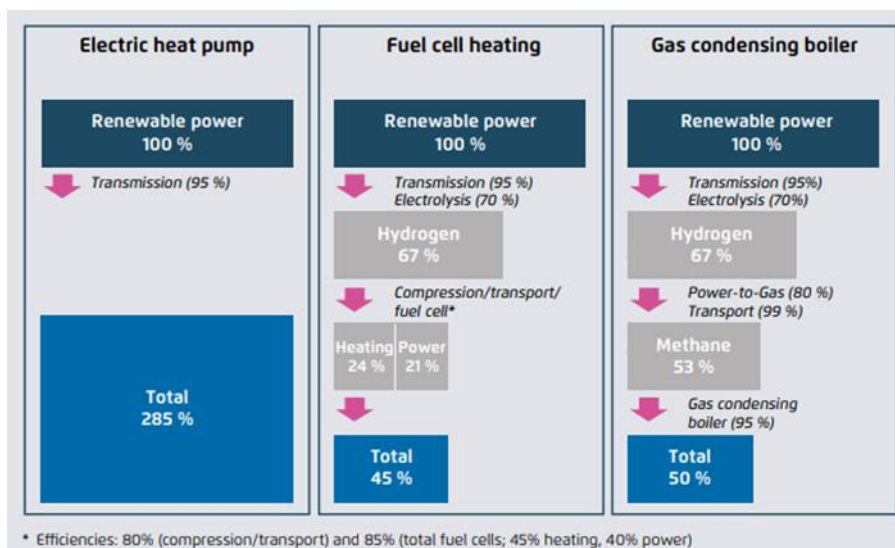 Electric heat pump
Renewable power
100 %
Transmission (95 %)
Total
285 %
Fuel cell heating
Renewable power
100 %
Transmission (95 %)
Electrolysis (70 %)
Hydrogen
67 %
Compression/transport/
fuel cell*
Heating
24 %
Power
21 %
Total
45 %
Gas condensing boiler
Renewable power
100 %
Transmission (95%)
Electrolysis (70%)
Hydrogen
67 %
Power-to-Gas (80 %)
Transport (99 %)
Methane
53 %
Gas condensing
boiler (95 %)
Total
50 %
* Efficiencies: 80% (compression/transport) and 85% (total fuel cells; 45% heating, 40% power)